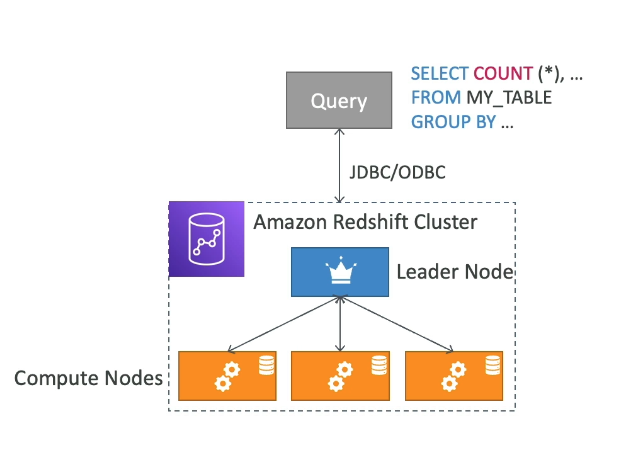 SELECT COUNT (*), ...
FROM MY_TABLE
GROUP BY ...
Query
JDBC/ODBC
Amazon Redshift Cluster
Leader Node
Compute Nodes